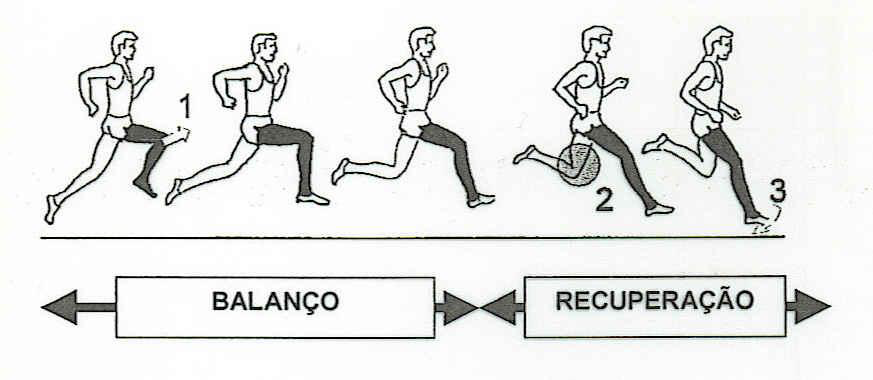 1
2
3
BALANÇO
RECUPERAÇÃO